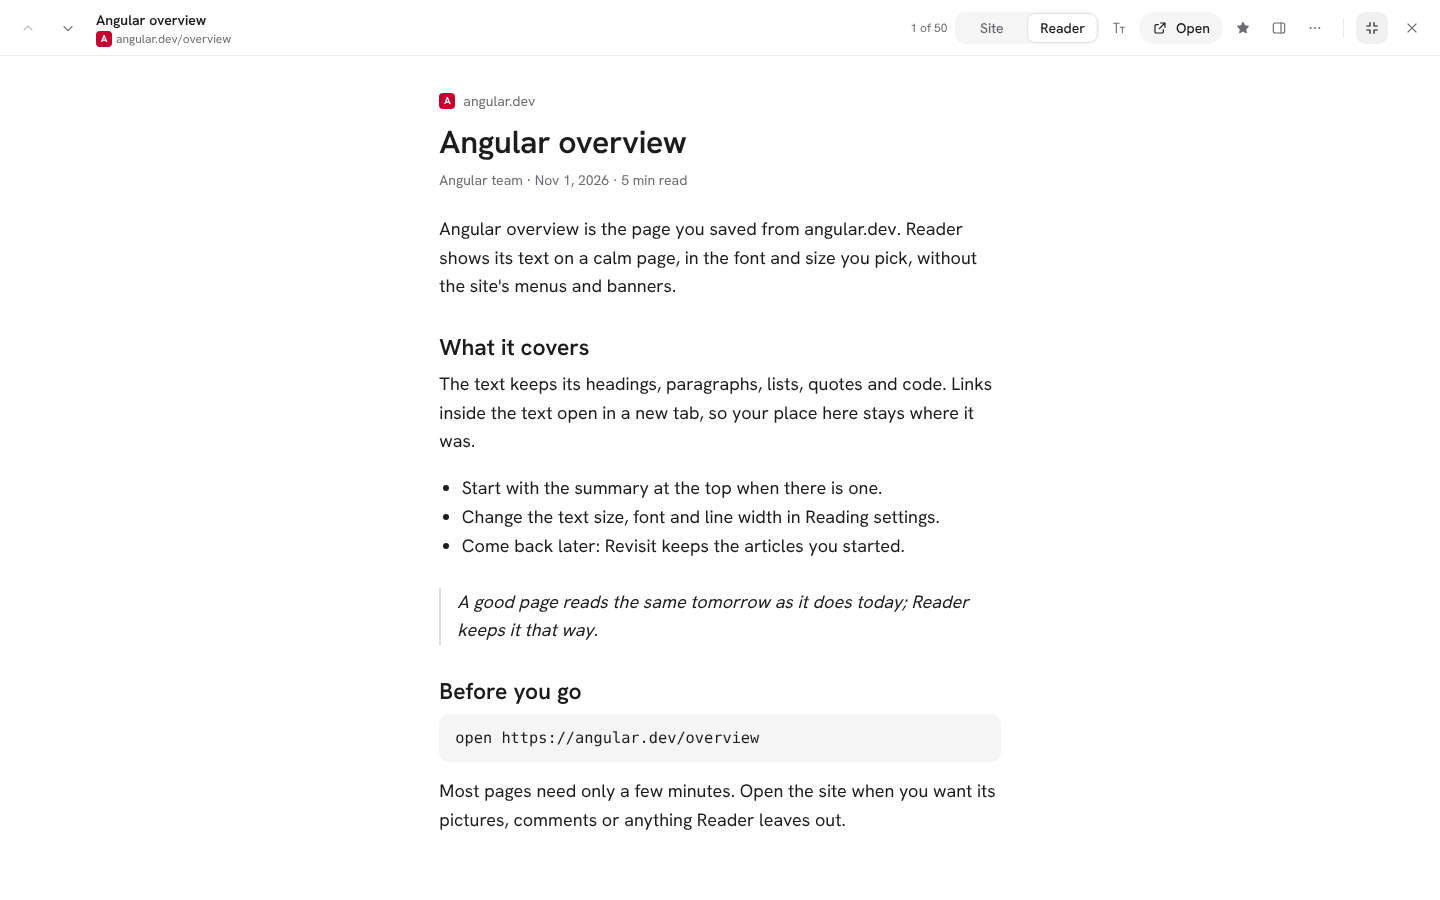 Angular overview
A angular.dev/overview
1 of 50
Site
Reader
Tт
Open
A angular.dev
Angular overview
Angular team · Nov 1, 2026 · 5 min read
Angular overview is the page you saved from angular.dev. Reader
shows its text on a calm page, in the font and size you pick, without
the site's menus and banners.
What it covers
The text keeps its headings, paragraphs, lists, quotes and code. Links
inside the text open in a new tab, so your place here stays where it
was.
• Start with the summary at the top when there is one.
• Change the text size, font and line width in Reading settings.
• Come back later: Revisit keeps the articles you started.
A good page reads the same tomorrow as it does today; Reader
keeps it that way.
Before you go
open https://angular.dev/overview
Most pages need only a few minutes. Open the site when you want its
pictures, comments or anything Reader leaves out.